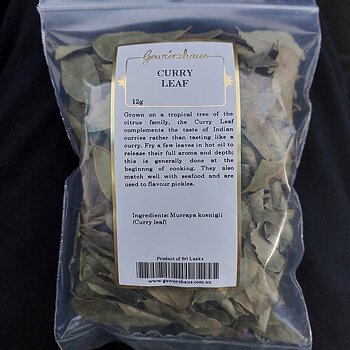 Gewürzhaus
CURRY
LEAF
12g
Grown on a tropical tree of the
citrus family, the Curry Leaf
complements the taste of Indian
curries rather than tasting like a
curry. Fry a few leaves in hot oil to
release their full aroma and depth;
this is generally done at the
beginnng of cooking. They also
match well with seafood and are
used to flavour pickles.
Ingredients: Murraya koenigii
(Curry leaf)
Product of Sri Lanka
www.gewurzhaus.com.au